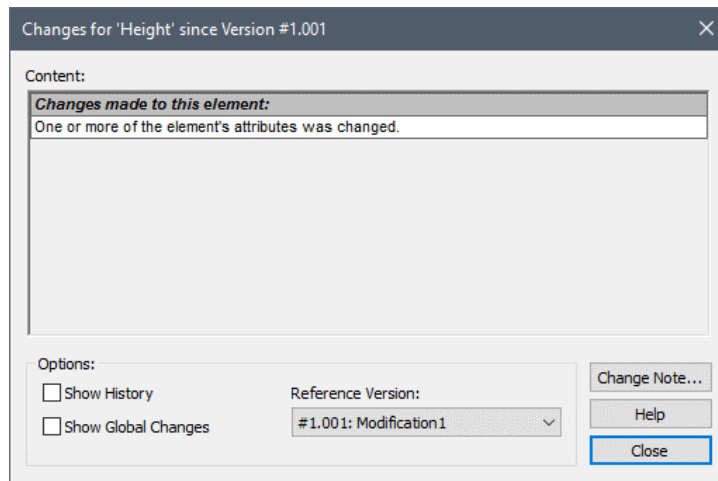 Changes for 'Height' since Version #1.001
Content:
Changes made to this element:
One or more of the element's attributes was changed.
Options:
Show History
Show Global Changes
Reference Version:
#1.001: Modification1
Change Note...
Help
Close